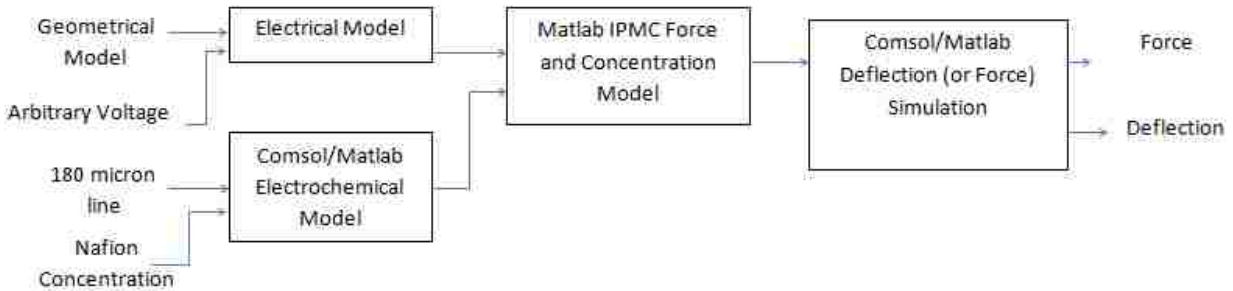 Geometrical
Model
Arbitrary Voltage
Electrical Model
180 micron
line
Nafion
Concentration
Comsol/Matlab
Electrochemical
Model
Matlab IPMC Force
and Concentration
Model
Comsol/Matlab
Deflection (or Force)
Simulation
Force
Deflection